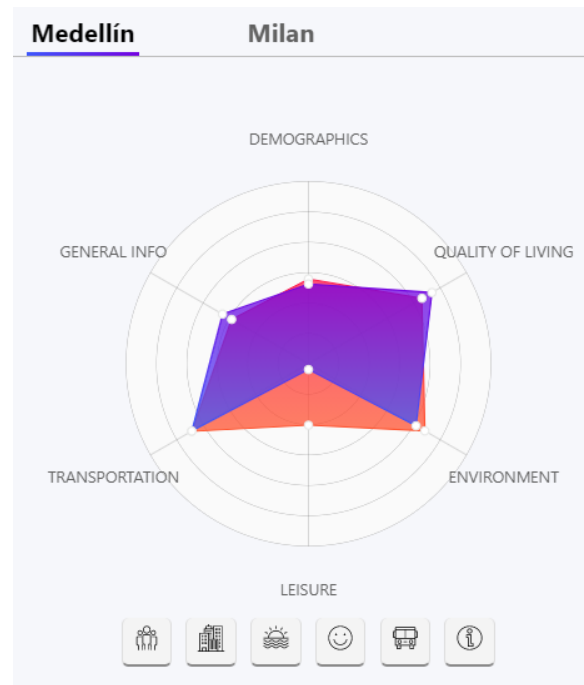 Medellín Milan
DEMOGRAPHICS
GENERAL INFO QUALITY OF LIVING
TRANSPORTATION ENVIRONMENT
LEISURE